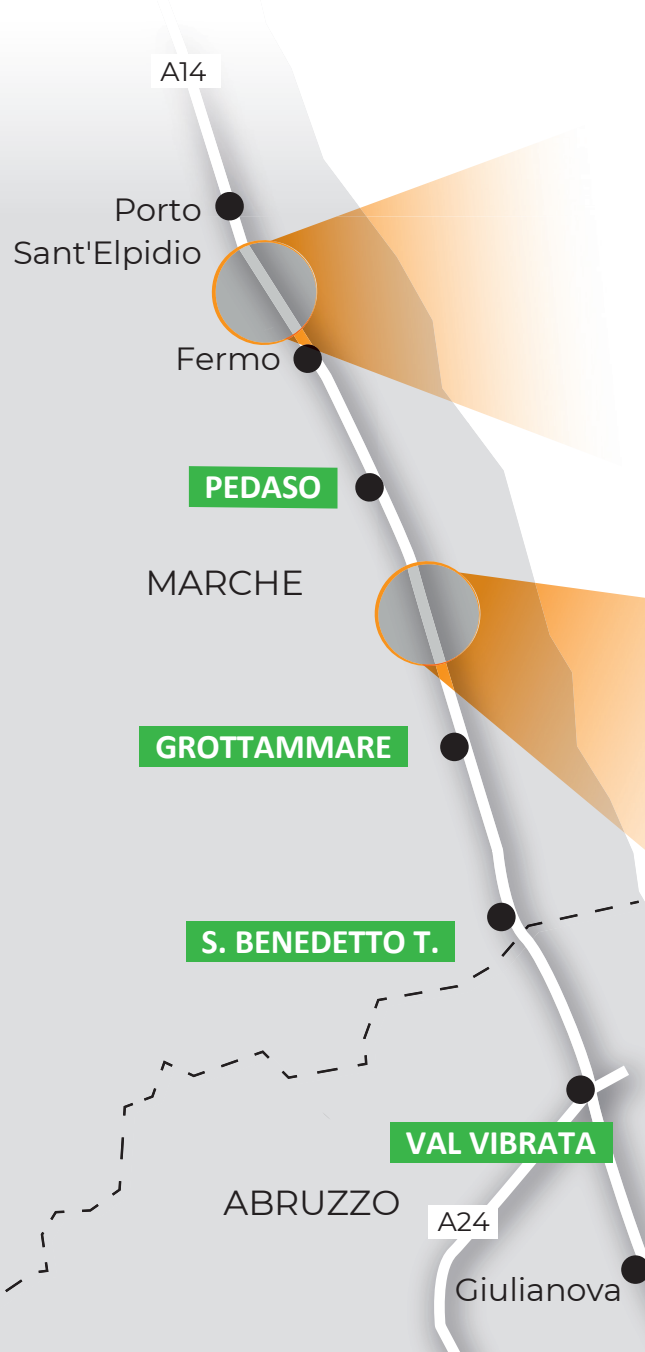 A14
Porto
Sant'Elpidio
Fermo
PEDASO
MARCHE
GROTTAMMARE
S. BENEDETTO T.
VAL VIBRATA
ABRUZZO
A24
Giulianova